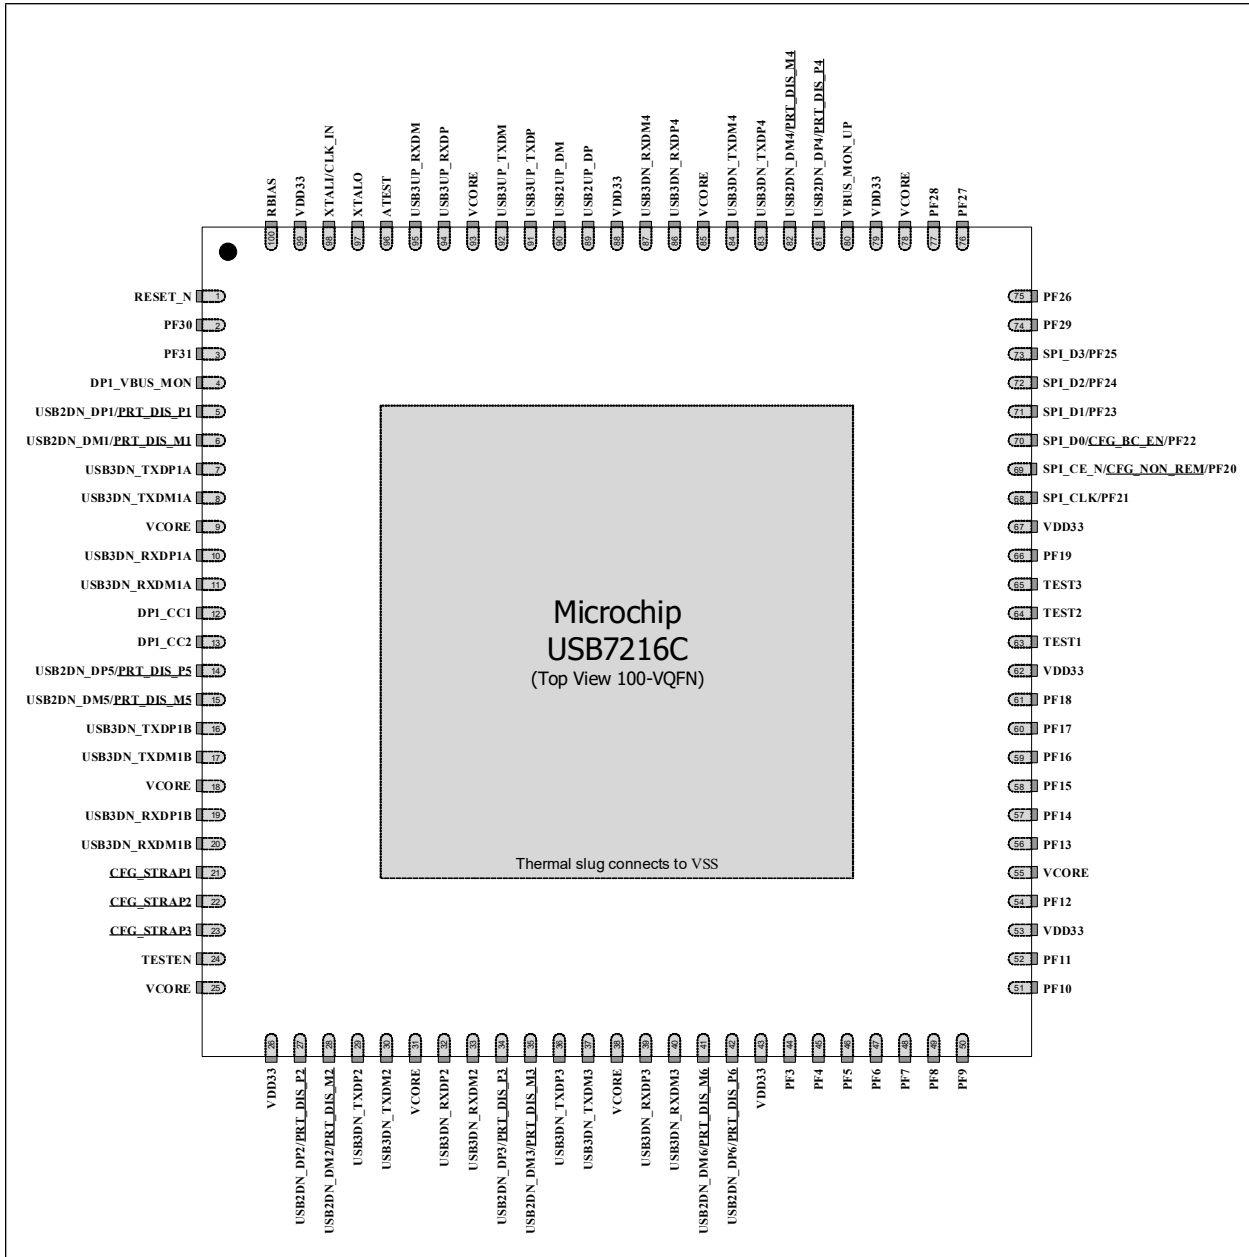 RBIAS
VDD33
XTALI/CLK_IN
XTALO
ATEST
USB3UP_RXDM
USB3UP_RXDP
VCORE
USB3UP_TXDM
USB3UP_TXDP
USB2UP_DM
USB2UP_DP
VDD33
USB3DN_RXDM4
USB3DN_RXDP4
VCORE
USB3DN_TXDM4
USB3DN_TXDP4
USB2DN_DM4/PRT_DIS_M4
USB2DN_DP4/PRT_DIS_P4
VBUS_MON_UP
VDD33
VCORE
PF28
PF27
100
99
98
97
96
95
94
93
92
91
90
89
88
87
86
85
84
83
82
81
80
79
78
77
76
RESET_N 1
PF30 2
PF31 3
DP1_VBUS_MON 4
USB2DN_DP1/PRT_DIS_P1 5
USB2DN_DM1/PRT_DIS_M1 6
USB3DN_TXDP1A 7
USB3DN_TXDM1A 8
VCORE 9
USB3DN_RXDP1A 10
USB3DN_RXDM1A 11
DP1_CC1 12
DP1_CC2 13
USB2DN_DP5/PRT_DIS_P5 14
USB2DN_DM5/PRT_DIS_M5 15
USB3DN_TXDP1B 16
USB3DN_TXDM1B 17
VCORE 18
USB3DN_RXDP1B 19
USB3DN_RXDM1B 20
CFG_STRAP1 21
CFG_STRAP2 22
CFG_STRAP3 23
TESTEN 24
VCORE 25
Microchip
USB7216C
(Top View 100-VQFN)
Thermal slug connects to VSS
75 PF26
74 PF29
73 SPI_D3/PF25
72 SPI_D2/PF24
71 SPI_D1/PF23
70 SPI_D0/CFG_BC_EN/PF22
69 SPI_CE_N/CFG_NON_REM/PF20
68 SPI_CLK/PF21
67 VDD33
66 PF19
65 TEST3
64 TEST2
63 TEST1
62 VDD33
61 PF18
60 PF17
59 PF16
58 PF15
57 PF14
56 PF13
55 VCORE
54 PF12
53 VDD33
52 PF11
51 PF10
26
27
28
29
30
31
32
33
34
35
36
37
38
39
40
41
42
43
44
45
46
47
48
49
50
VDD33
USB2DN_DP2/PRT_DIS_P2
USB2DN_DM2/PRT_DIS_M2
USB3DN_TXDP2
USB3DN_TXDM2
VCORE
USB3DN_RXDP2
USB3DN_RXDM2
USB2DN_DP3/PRT_DIS_P3
USB2DN_DM3/PRT_DIS_M3
USB3DN_TXDP3
USB3DN_TXDM3
VCORE
USB3DN_RXDP3
USB3DN_RXDM3
USB2DN_DM6/PRT_DIS_M6
USB2DN_DP6/PRT_DIS_P6
VDD33
PF3
PF4
PF5
PF6
PF7
PF8
PF9